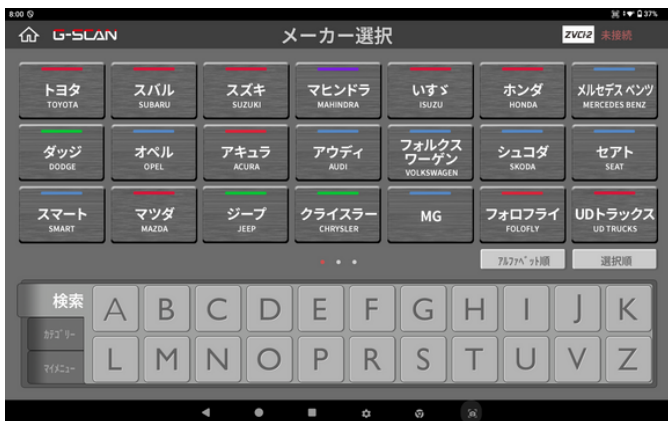 8:00
37%
G-SCAN
メーカー選択
ZVCI2 未接続
トヨタ
TOYOTA
スバル
SUBARU
スズキ
SUZUKI
マヒンドラ
MAHINDRA
いすゞ
ISUZU
ホンダ
HONDA
メルセデス ベンツ
MERCEDES BENZ
ダッジ
DODGE
オペル
OPEL
アキュラ
ACURA
アウディ
AUDI
フォルクス
ワーゲン
VOLKSWAGEN
シュコダ
SKODA
セアト
SEAT
スマート
SMART
マツダ
MAZDA
ジープ
JEEP
クライスラー
CHRYSLER
MG
フォロフライ
FOLOFLY
UDトラックス
UD TRUCKS
ｱﾙﾌｧﾍﾞｯﾄ順
選択順
検索
ｶﾃｺﾞﾘｰ
ﾏｲﾒﾆｭｰ
A B C D E F G H I J K
L M N O P R S T U V Z